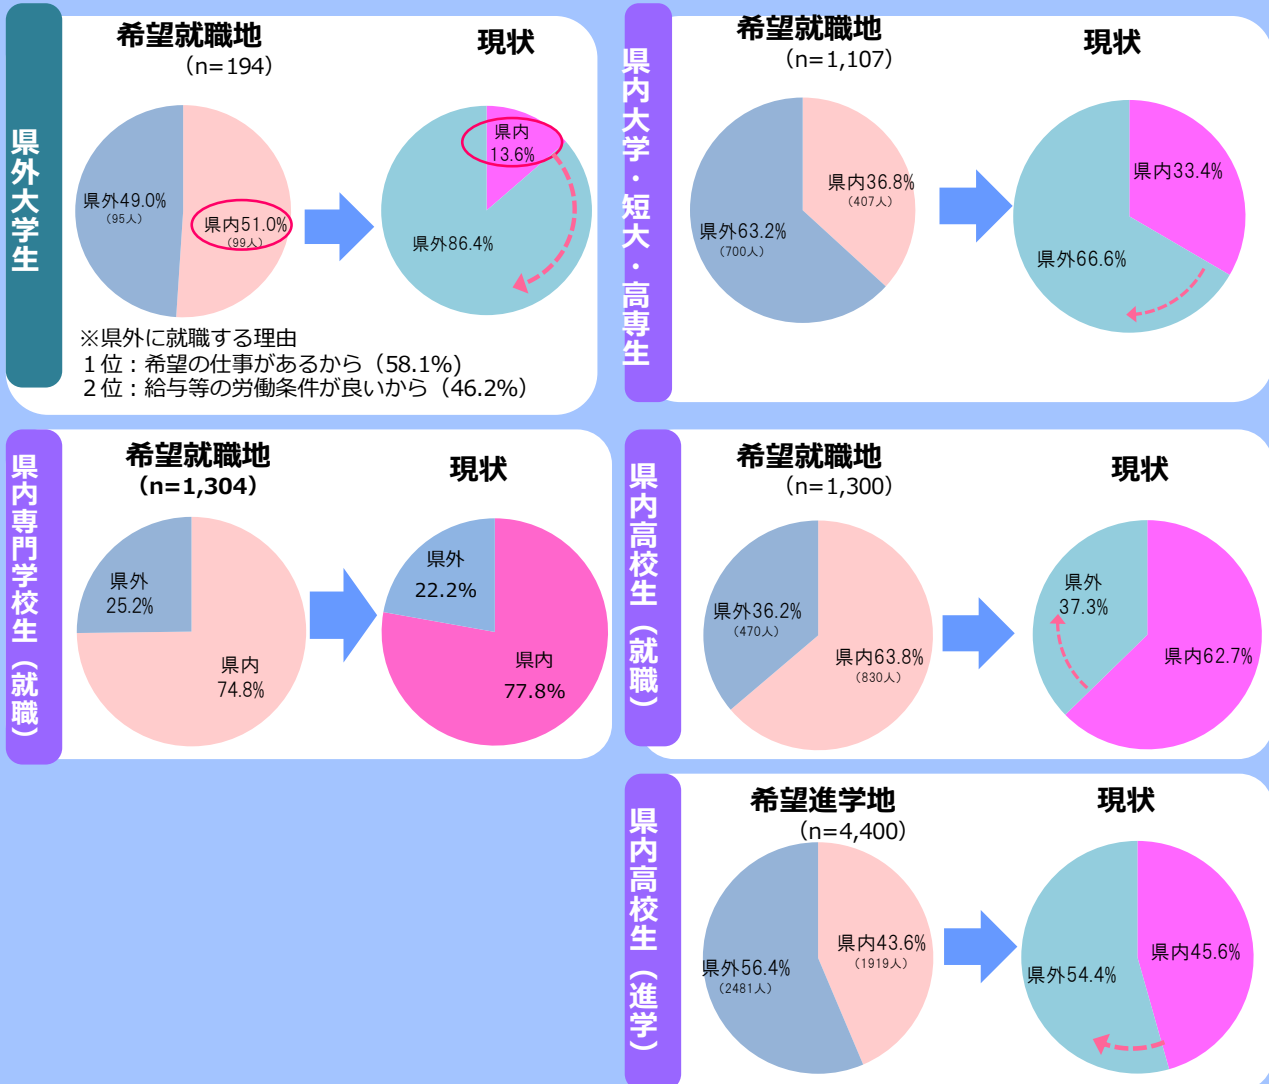 県外大学生
希望就職地
（n=194）
県外49.0%
（95人）
県内51.0%
（99人）
現状
県内
13.6%
県外86.4%
※県外に就職する理由
１位：希望の仕事があるから（58.1%)
２位：給与等の労働条件が良いから（46.2%）
県内大学・短大・高専生
希望就職地
（n=1,107）
県内36.8%
（407人）
県外63.2%
（700人）
現状
県内33.4%
県外66.6%
県内専門学校生（就職）
希望就職地
（n=1,304）
県外
25.2%
県内
74.8%
現状
県外
22.2%
県内
77.8%
県内高校生（就職）
希望就職地
（n=1,300）
県外36.2%
（470人）
県内63.8%
（830人）
現状
県外
37.3%
県内62.7%
県内高校生（進学）
希望進学地
（n=4,400）
県内43.6%
（1919人）
県外56.4%
（2481人）
現状
県内45.6%
県外54.4%